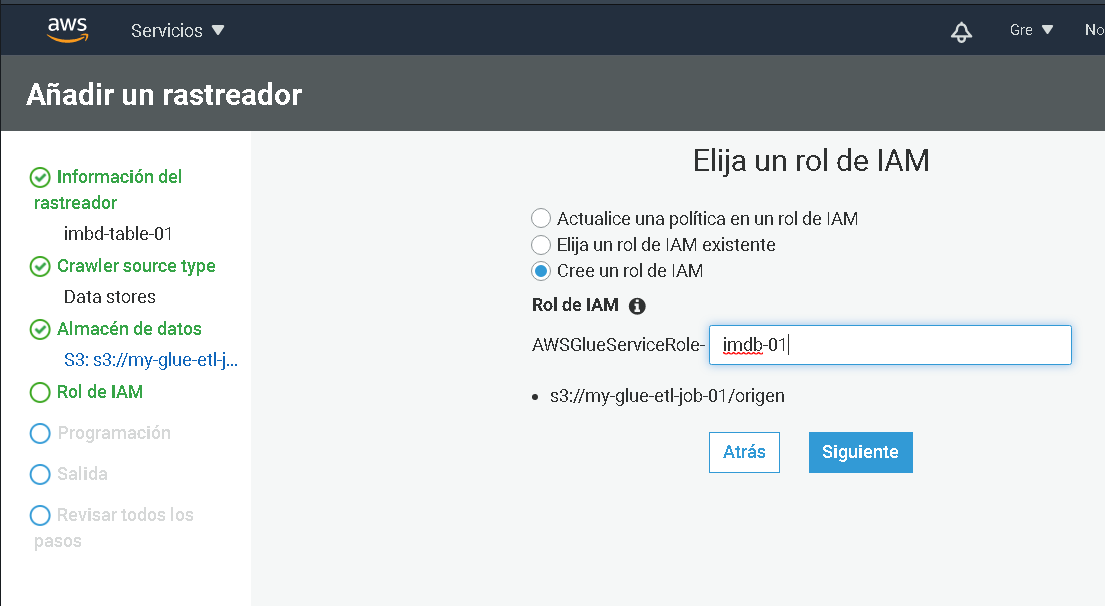 aws Servicios Gre No
Añadir un rastreador
Información del
rastreador
imbd-table-01
Crawler source type
Data stores
Almacén de datos
S3: s3://my-glue-etl-j...
Rol de IAM
Programación
Salida
Revisar todos los
pasos
Elija un rol de IAM
Actualice una política en un rol de IAM
Elija un rol de IAM existente
Cree un rol de IAM
Rol de IAM
AWSGlueServiceRole- imdb-01
• s3://my-glue-etl-job-01/origen
Atrás Siguiente